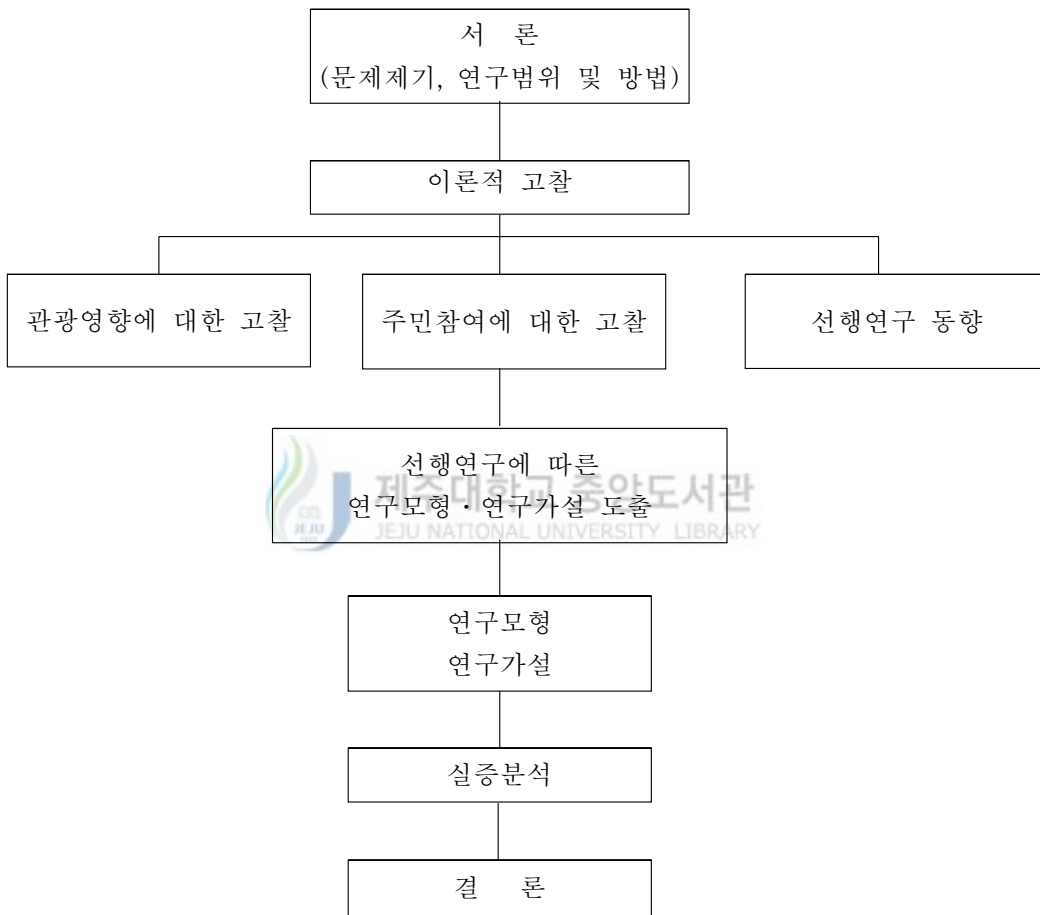 서 론
(문제제기, 연구범위 및 방법)
이론적 고찰
관광영향에 대한 고찰
주민참여에 대한 고찰
선행연구 동향
선행연구에 따른
연구모형·연구가설 도출
제주대학교 중앙도서관
JEJU NATIONAL UNIVERSITY LIBRARY
JEJU
연구모형
연구가설
실증분석
결 론